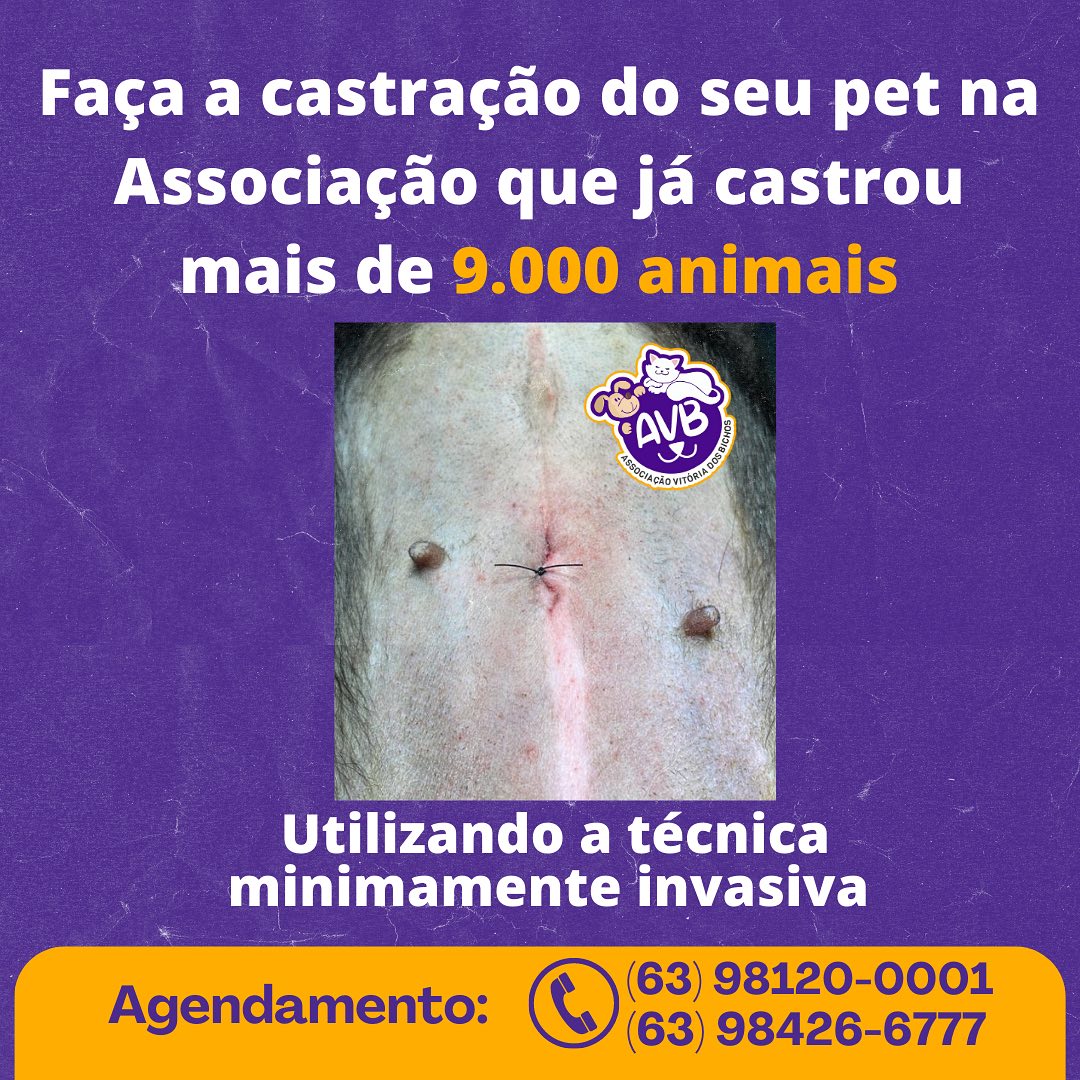 Faça a castração do seu pet na
Associação que já castrou
mais de 9.000 animais
AVB
ASSOCIAÇÃO VITÓRIA DOS BICHOS
Utilizando a técnica
minimamente invasiva
Agendamento:
(63) 98120-0001
(63) 98426-6777